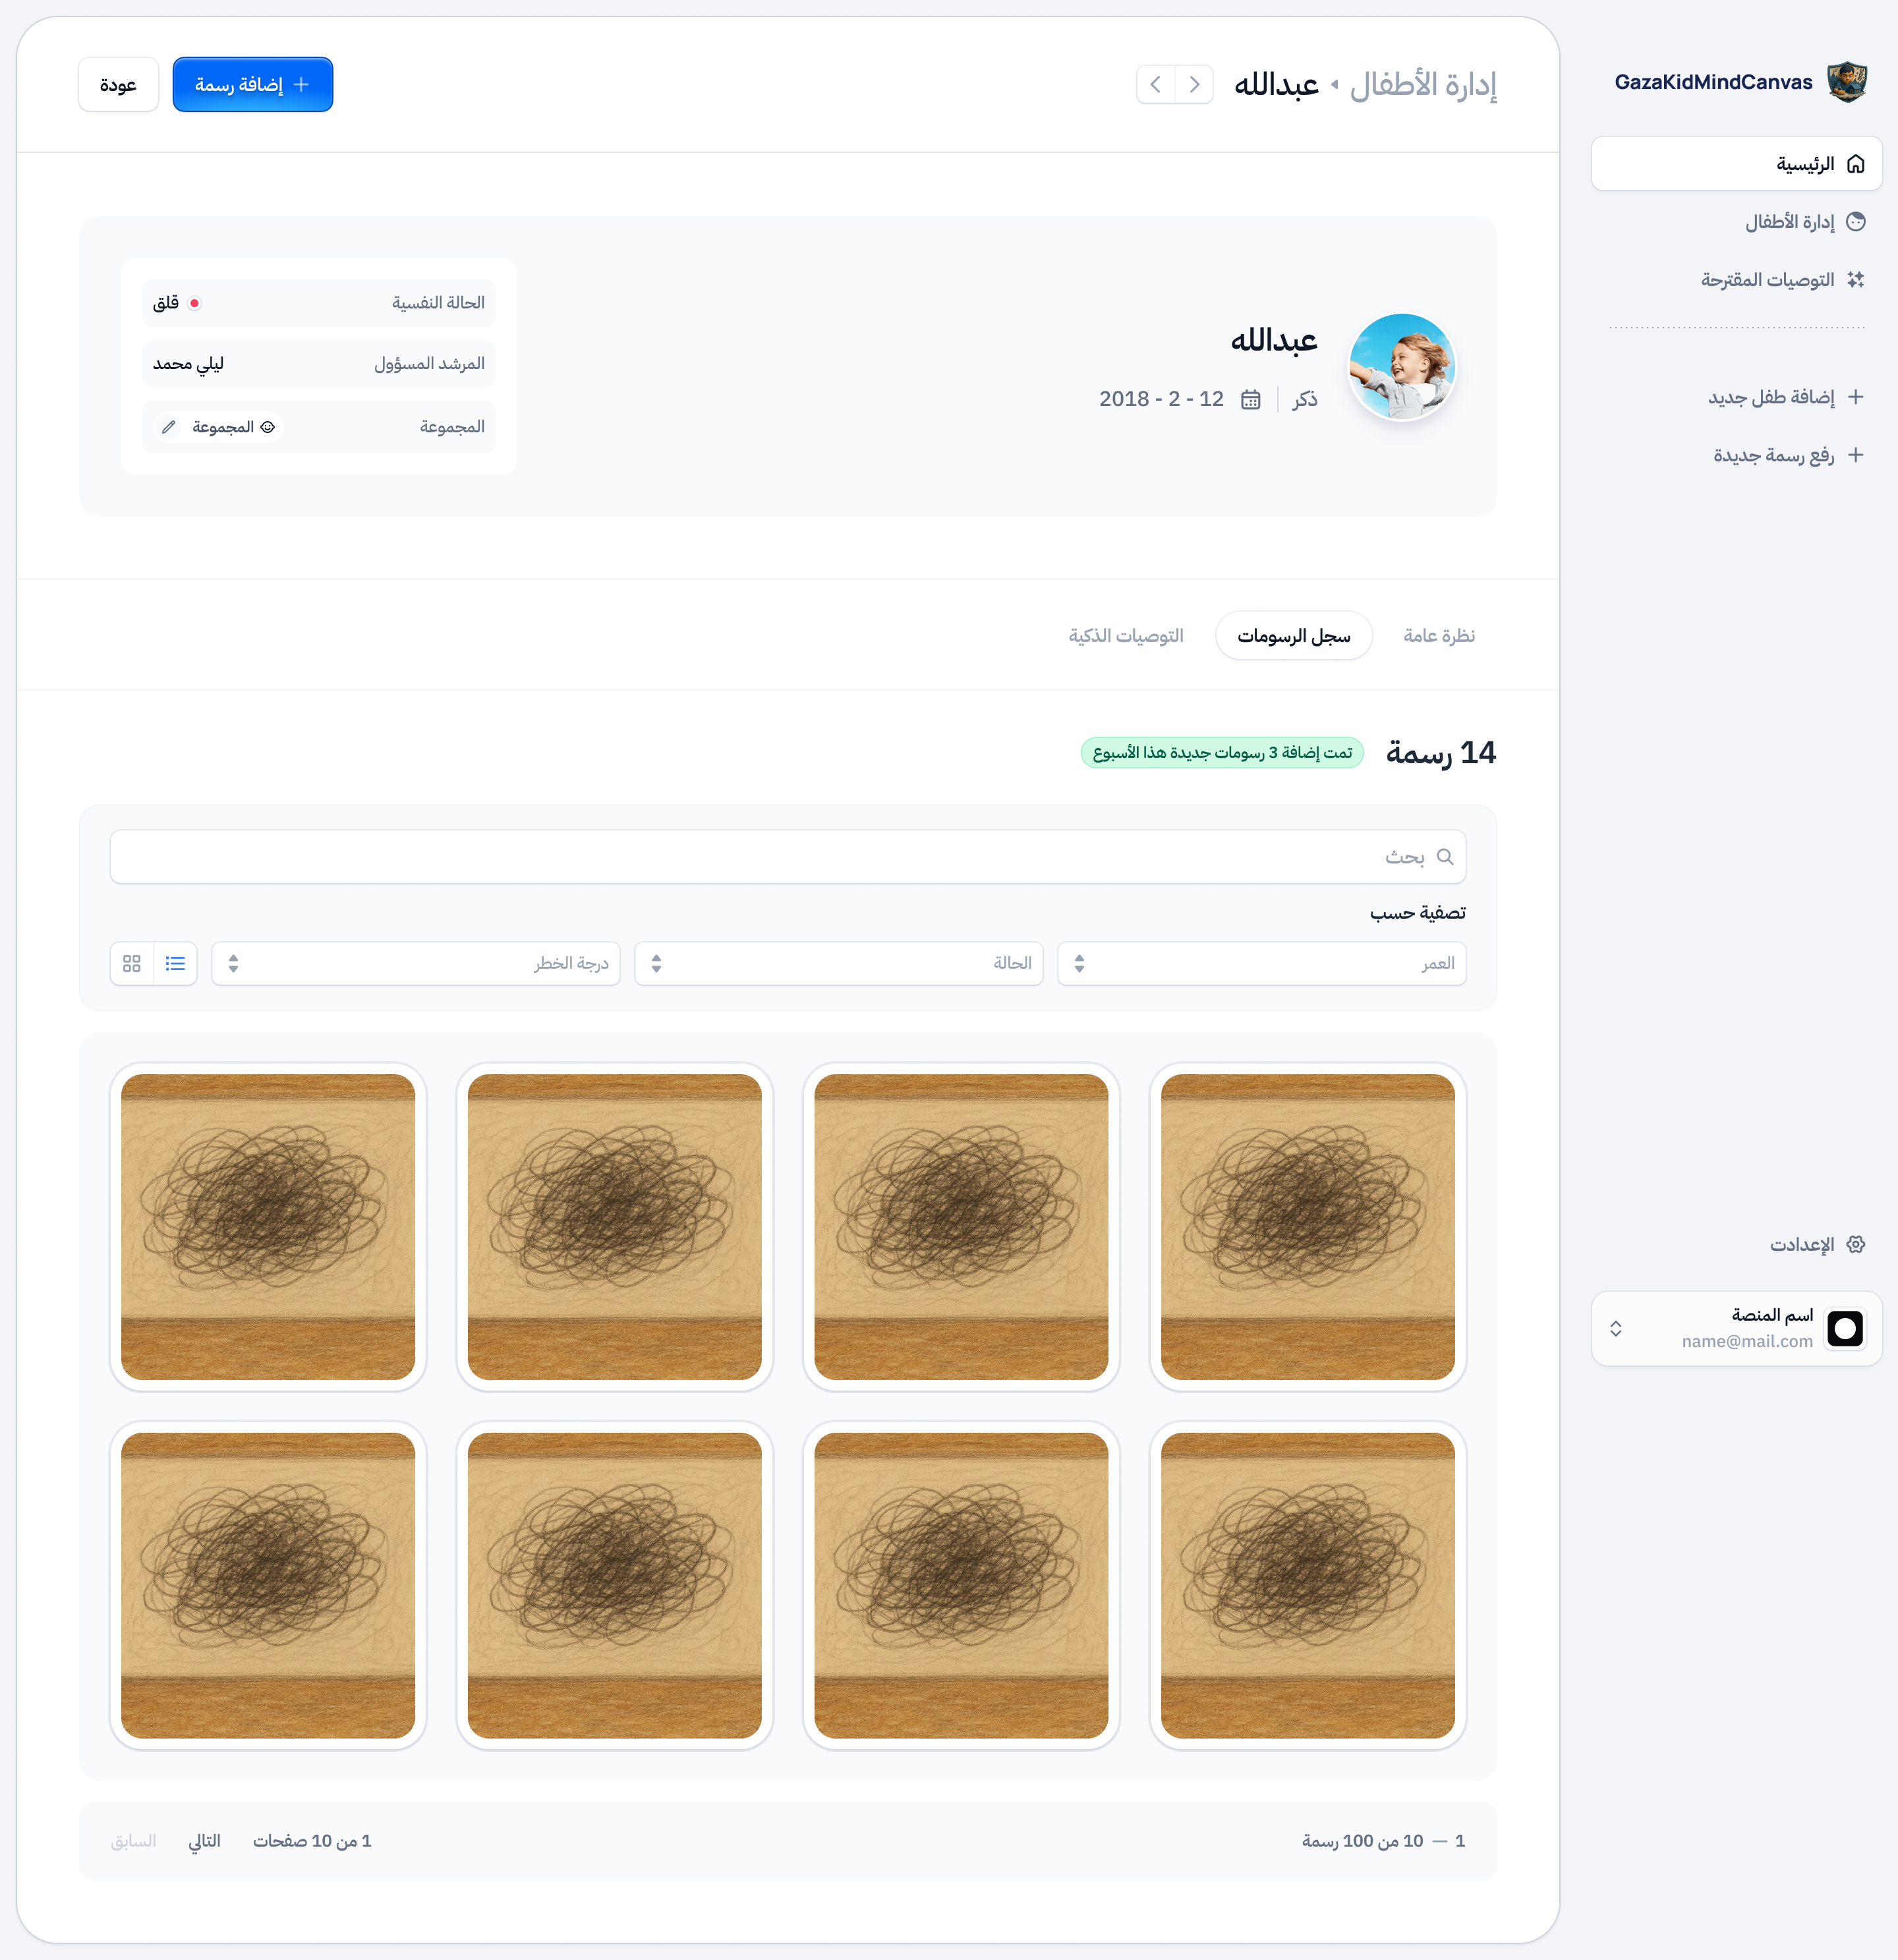 GazaKidMindCanvas
الرئيسية
إدارة الأطفال
التوصيات المقترحة
إضافة طفل جديد
رفع رسمة جديدة
الإعدادت
اسم المنصة
name@mail.com
إدارة الأطفال
عبدالله
إضافة رسمة
عودة
عبدالله
ذكر
12 - 2 - 2018
الحالة النفسية
قلق
المرشد المسؤول
ليلي محمد
المجموعة
المجموعة
نظرة عامة
سجل الرسومات
التوصيات الذكية
14 رسمة
تمت إضافة 3 رسومات جديدة هذا الأسبوع
بحث
تصفية حسب
العمر
الحالة
درجة الخطر
1 — 10 من 100 رسمة
1 من 10 صفحات
التالي
السابق